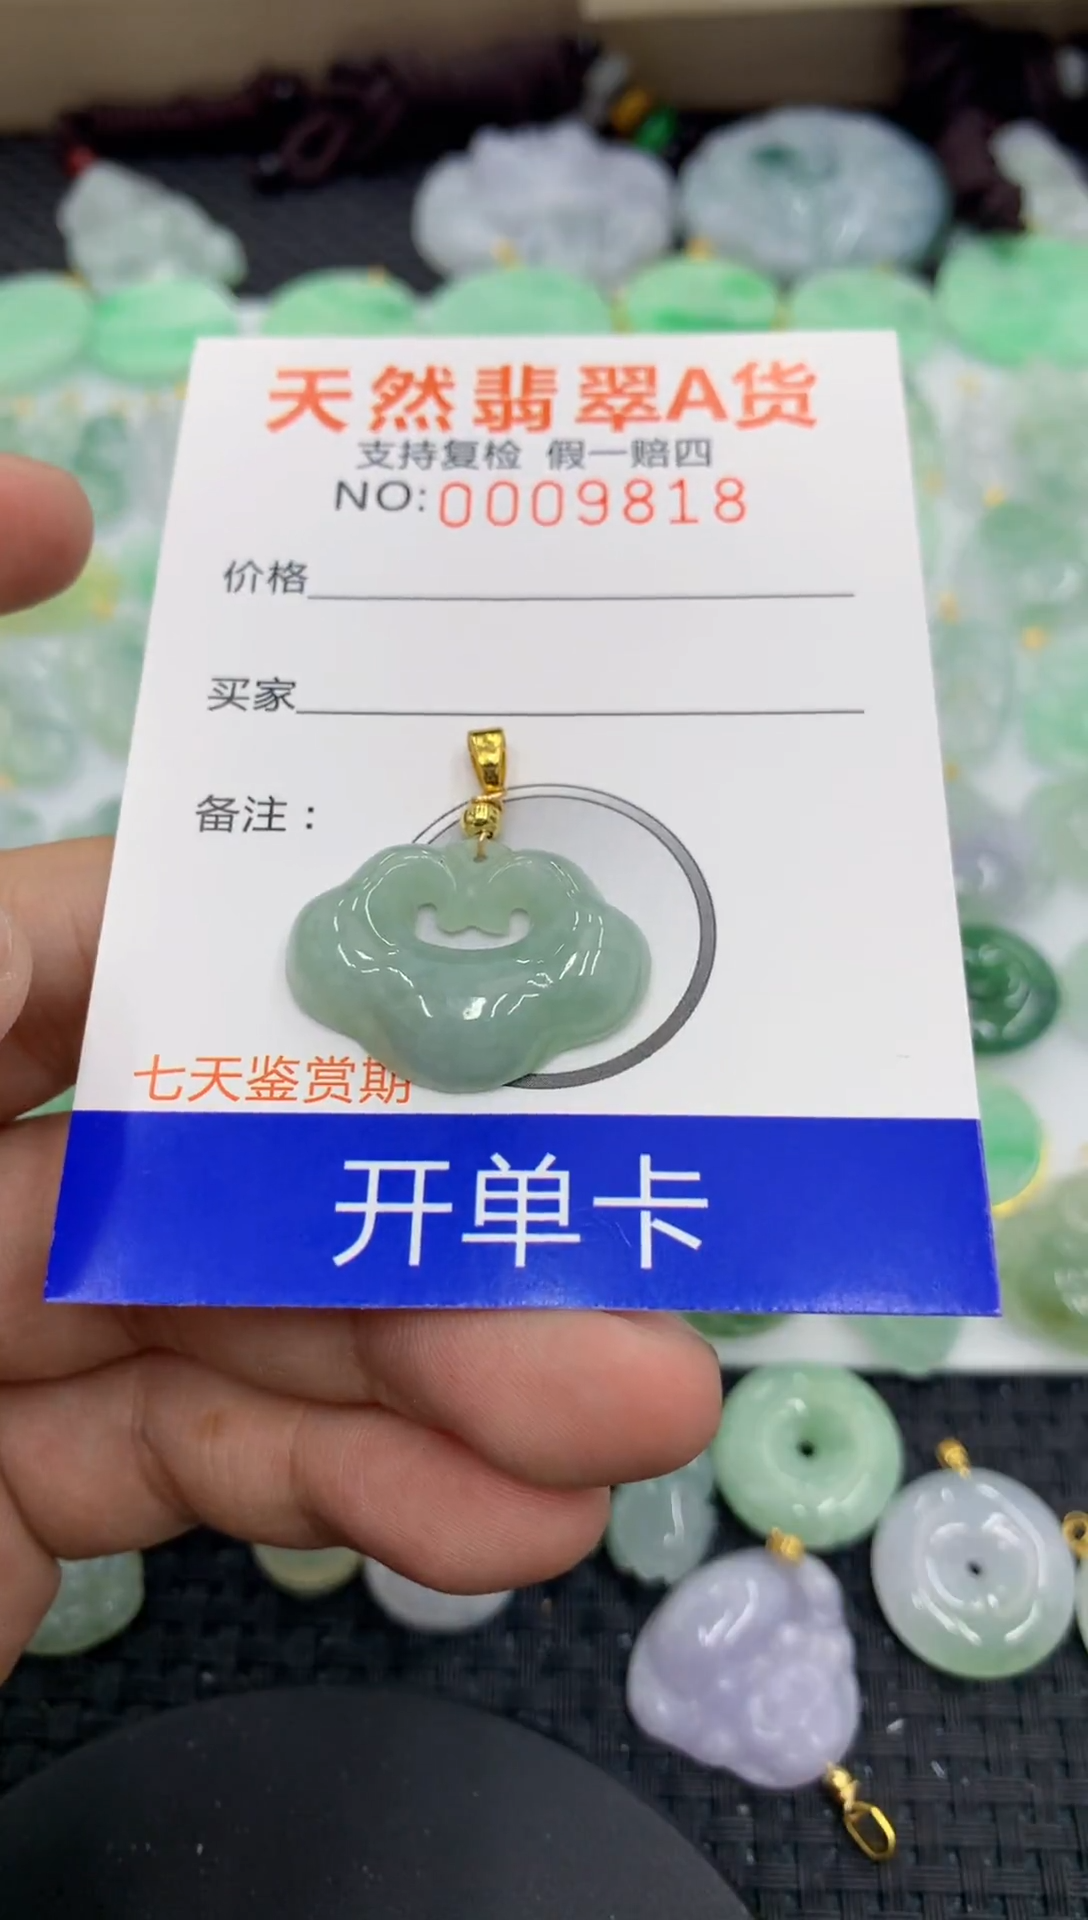 天然翡翠A货
支持复检 假一赔四
NO:0009818
价格
买家
备注：
七天鉴赏期
开单卡